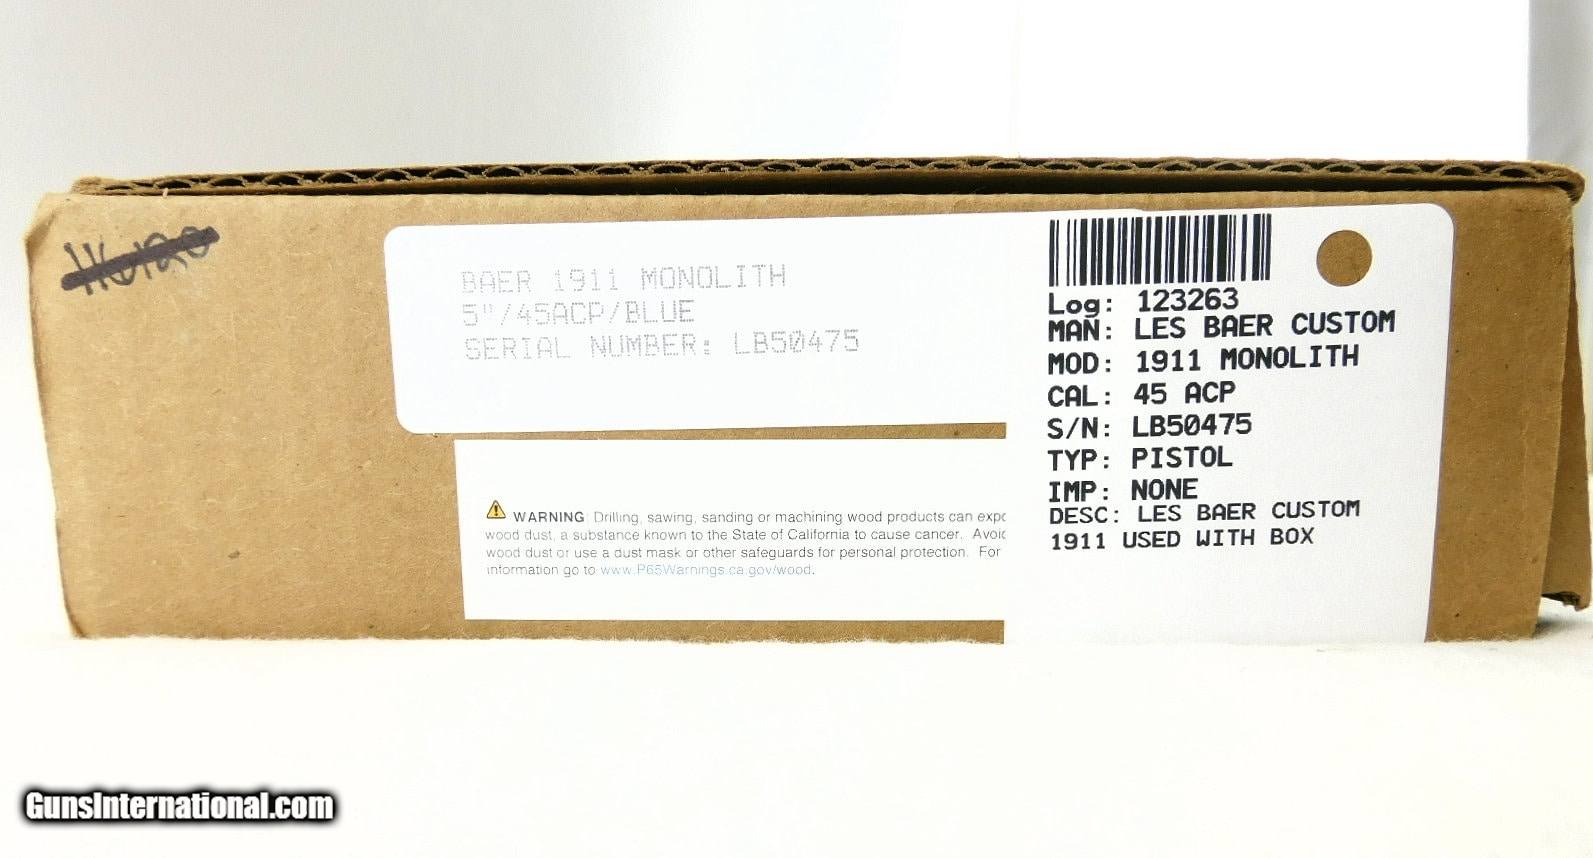 BAER 1911 MONOLITH
5"/45ACP/BLUE
SERIAL NUMBER: LB50475
WARNING Drilling, sawing, sanding or machining wood products can expo
wood dust, a substance known to the State of California to cause cancer. Avoid
wood dust or use a dust mask or other safeguards for personal protection. For
information go to www.P65Warnings.ca.gov/wood.
Log: 123263
MAN: LES BAER CUSTOM
MOD: 1911 MONOLITH
CAL: 45 ACP
S/N: LB50475
TYP: PISTOL
IMP: NONE
DESC: LES BAER CUSTOM
1911 USED WITH BOX
GunsInternational.com